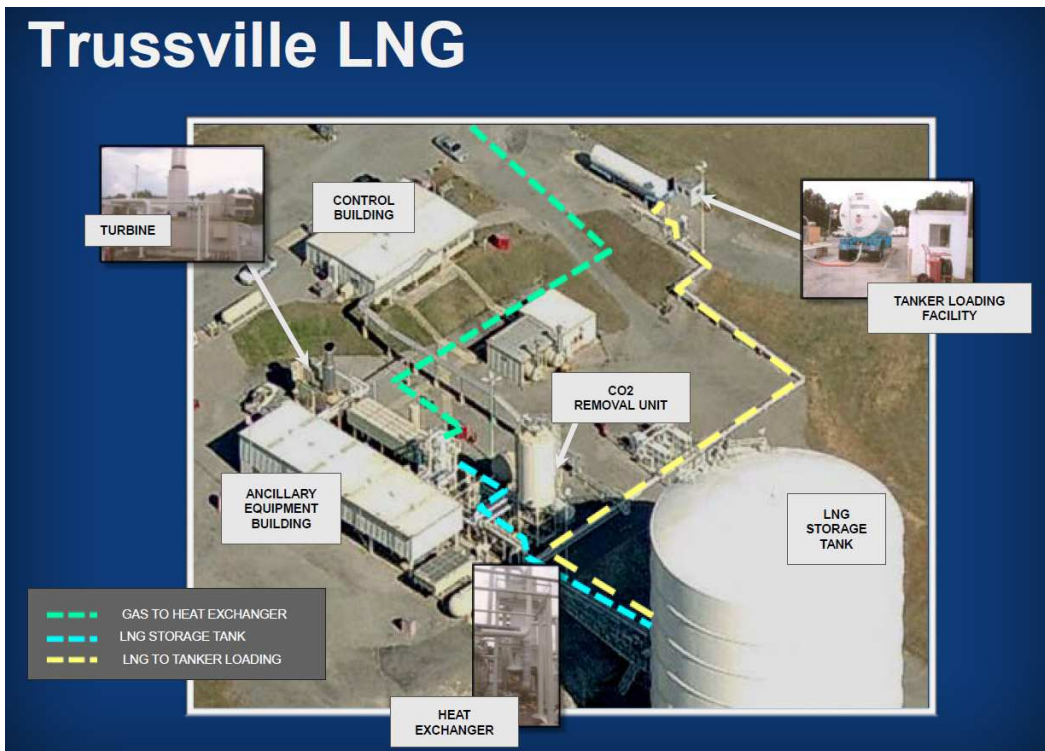 Trussville LNG
TURBINE
CONTROL
BUILDING
TANKER LOADING
FACILITY
CO2
REMOVAL UNIT
ANCILLARY
EQUIPMENT
BUILDING
LNG
STORAGE
TANK
GAS TO HEAT EXCHANGER
LNG STORAGE TANK
LNG TO TANKER LOADING
HEAT
EXCHANGER